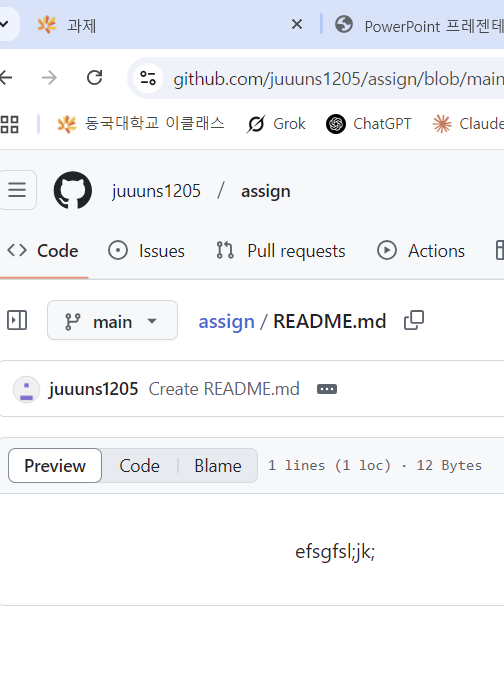 과제
PowerPoint 프레젠테
github.com/juuuns1205/assign/blob/main
동국대학교 이클래스
Grok
ChatGPT
Claude
juuuns1205 / assign
Code
Issues
Pull requests
Actions
main
assign / README.md
juuuns1205 Create README.md
Preview
Code
Blame
1 lines (1 loc) · 12 Bytes
efsgfsl;jk;